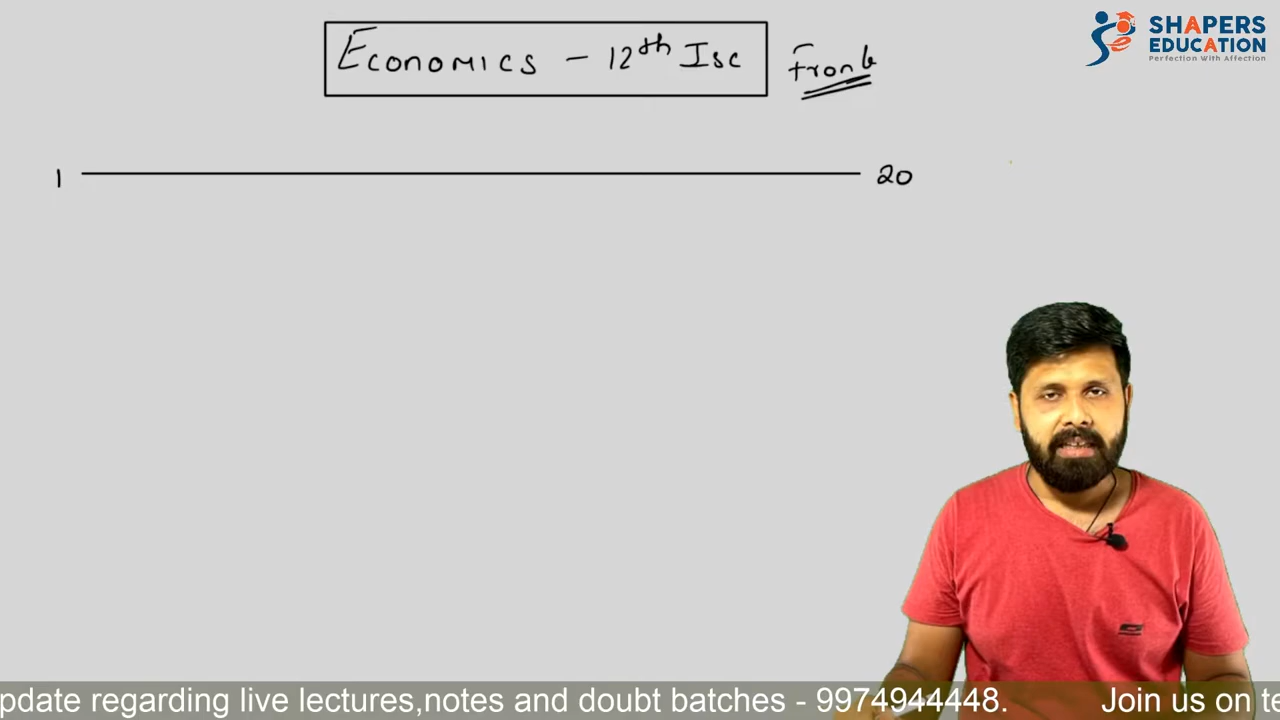 Economics - 12th Isc
Frank
SHAPERS
EDUCATION
Perfection With Affection
1 20
pdate regarding live lectures,notes and doubt batches - 9974944448. Join us on te